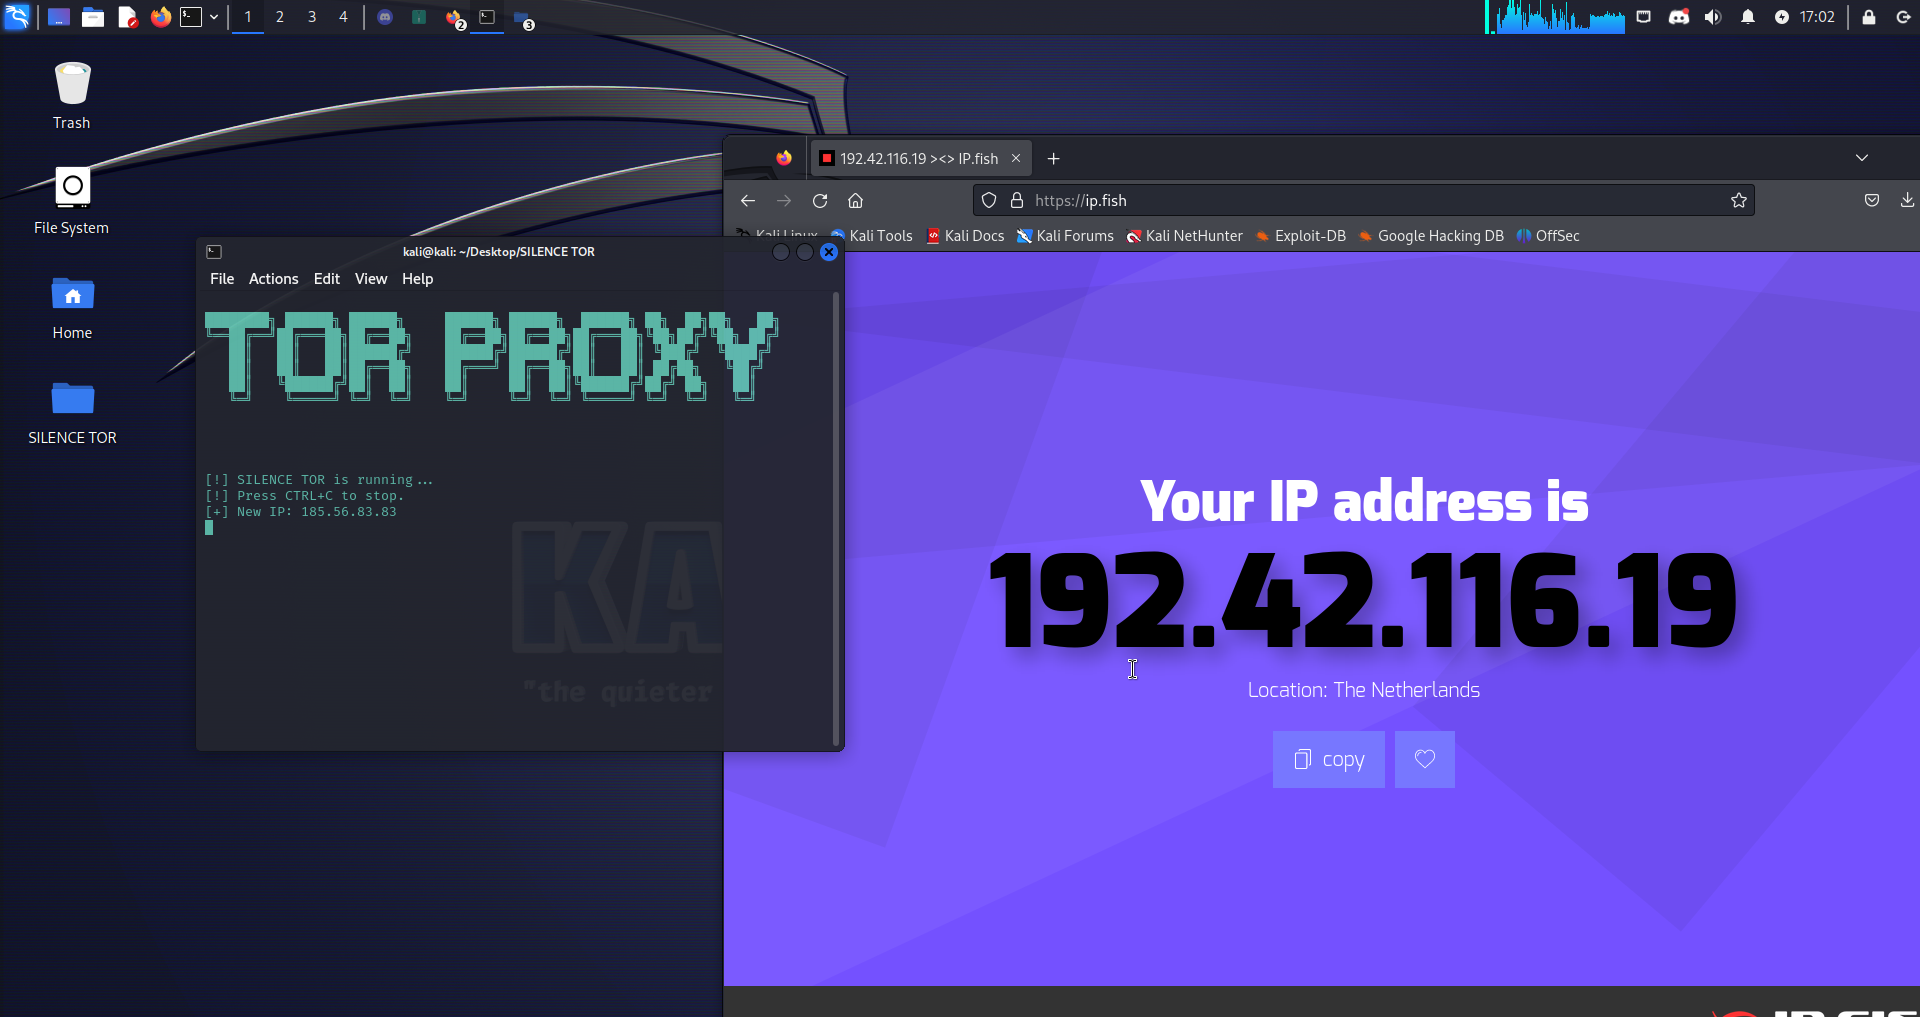 1 2 3 4
2
3
17:02
Trash
File System
Home
SILENCE TOR
192.42.116.19 >< > IP.fish
https://ip.fish
Kali Linux Kali Tools Kali Docs Kali Forums Kali NetHunter Exploit-DB Google Hacking DB OffSec
kali@kali: ~/Desktop/SILENCE TOR
File Actions Edit View Help
TOR PROXY
[!] SILENCE TOR is running...
[!] Press CTRL+C to stop.
[+] New IP: 185.56.83.83
KA
"the quieter
Your IP address is
192.42.116.19
Location: The Netherlands
copy